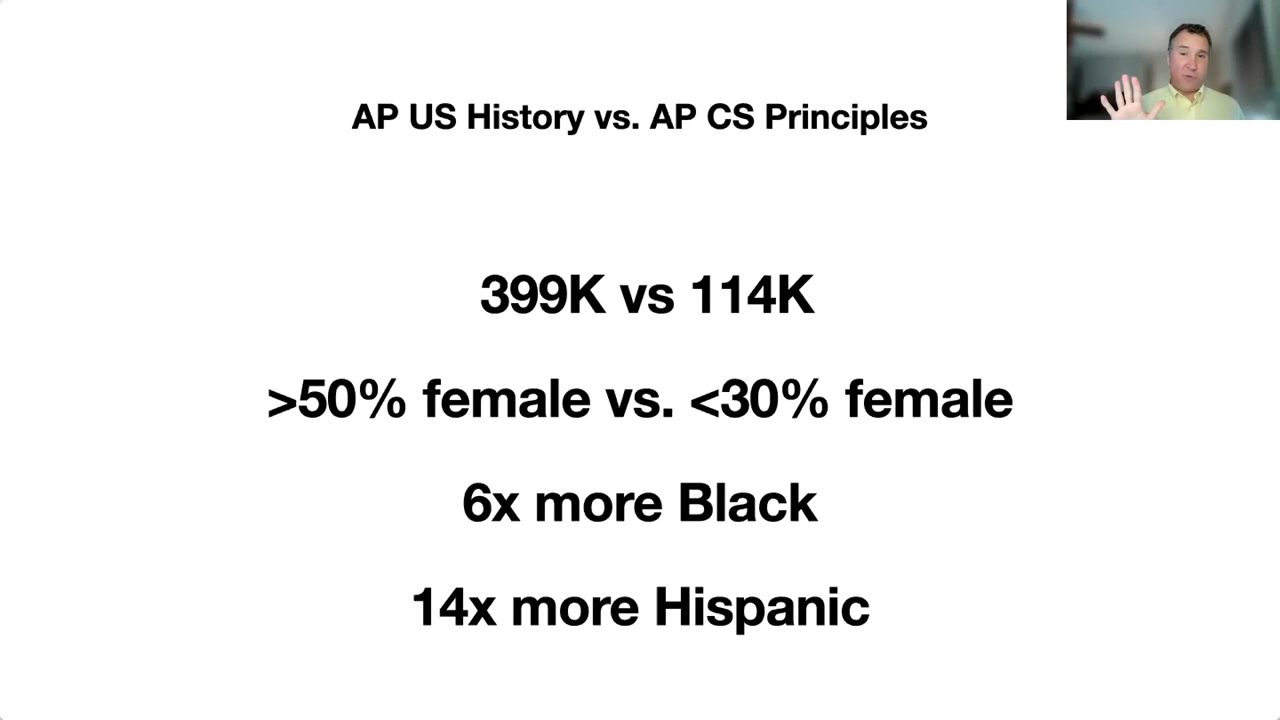 AP US History vs. AP CS Principles
399K vs 114K
>50% female vs. <30% female
6x more Black
14x more Hispanic